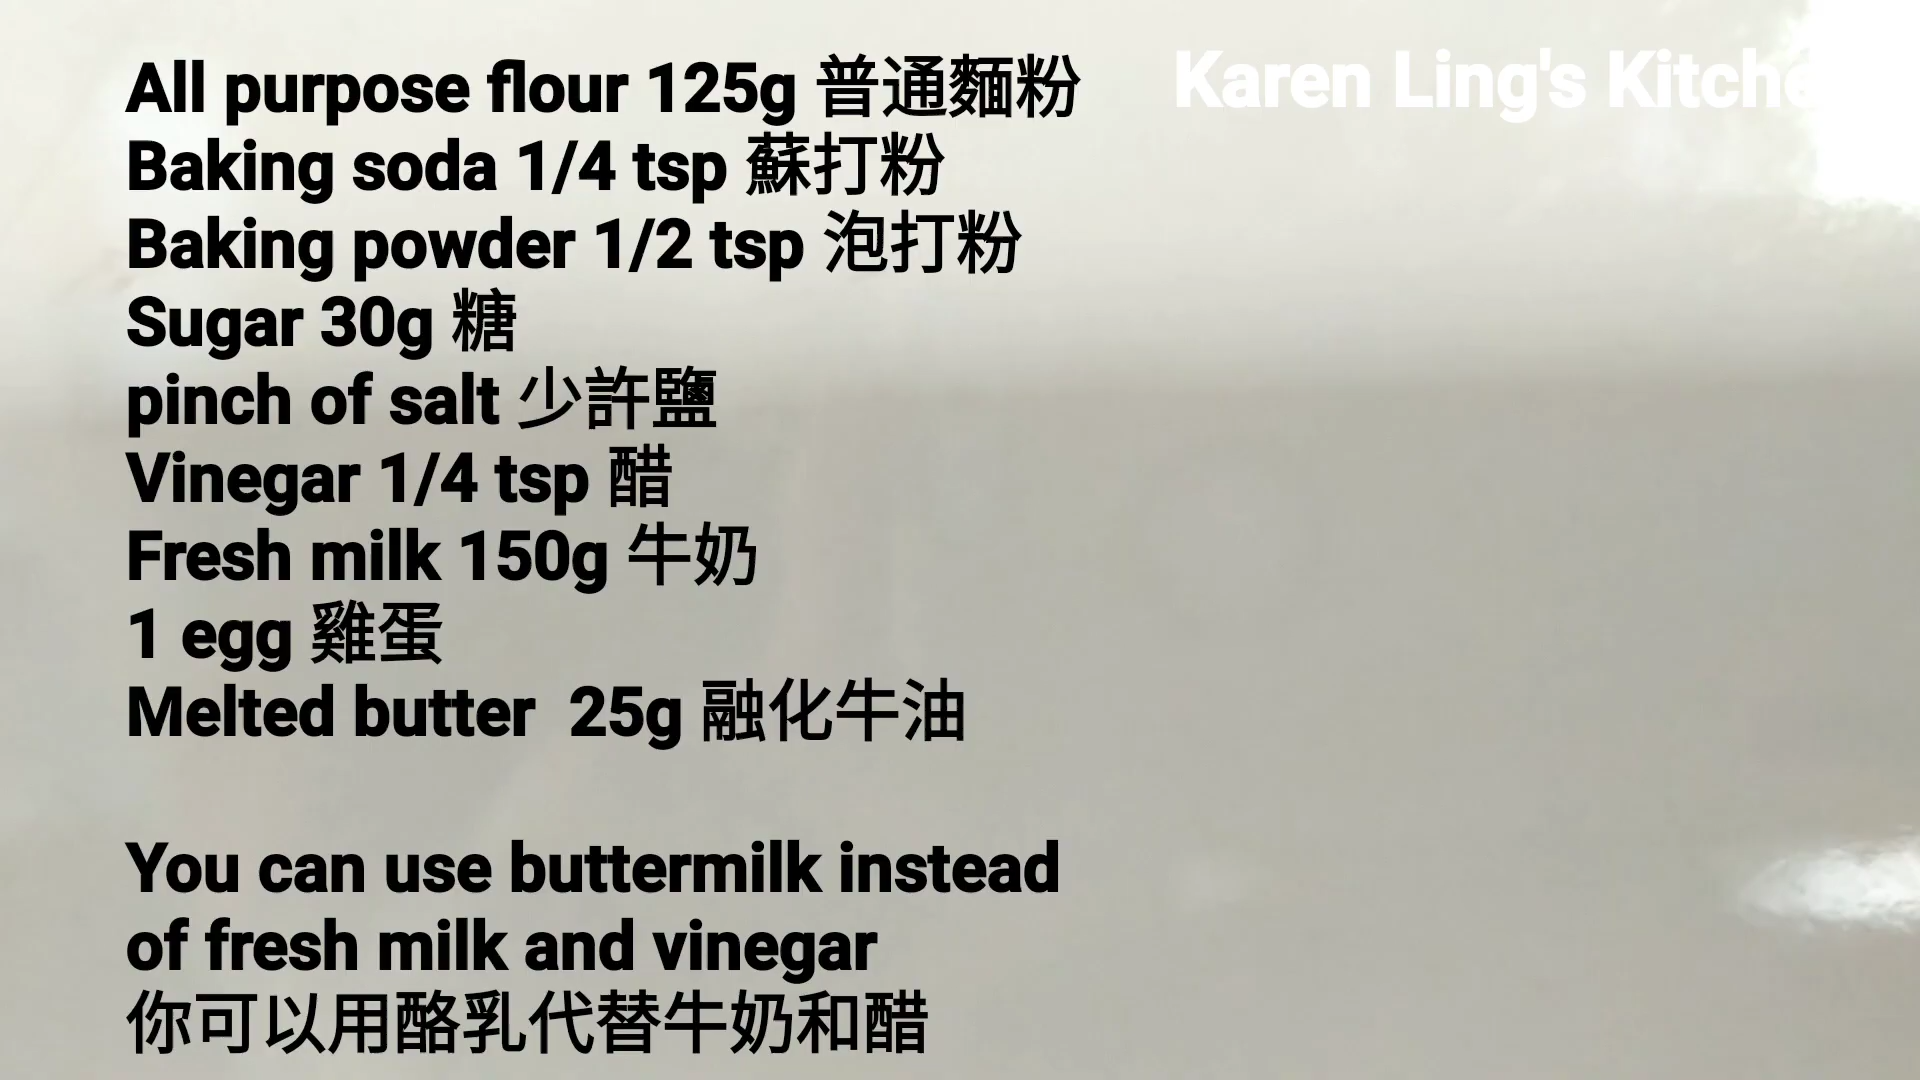 All purpose flour 125g 普通麵粉
Karen Ling's Kitche
Baking soda 1/4 tsp 蘇打粉
Baking powder 1/2 tsp 泡打粉
Sugar 30g 糖
pinch of salt 少許鹽
Vinegar 1/4 tsp 醋
Fresh milk 150g 牛奶
1 egg 雞蛋
Melted butter  25g 融化牛油
You can use buttermilk instead
of fresh milk and vinegar
你可以用酪乳代替牛奶和醋